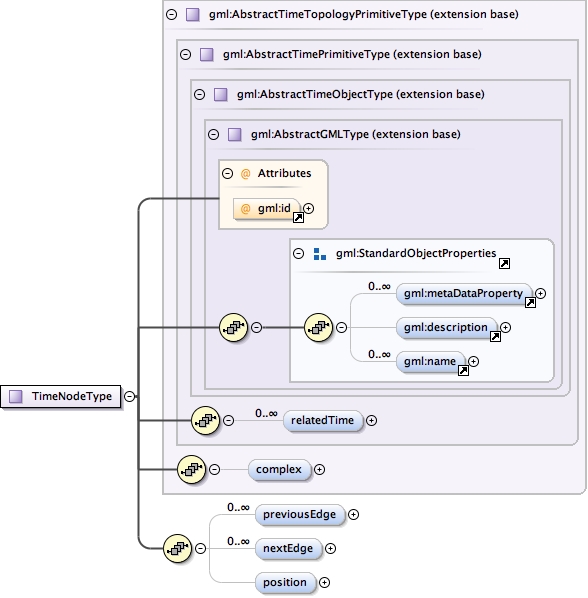 gml:AbstractTimeTopologyPrimitiveType (extension base)
gml:AbstractTimePrimitiveType (extension base)
gml:AbstractTimeObjectType (extension base)
gml:AbstractGMLType (extension base)
@ Attributes
@ gml:id
gml:StandardObjectProperties
0..∞ gml:metaDataProperty
gml:description
0..∞ gml:name
TimeNodeType
0..∞ relatedTime
complex
0..∞ previousEdge
0..∞ nextEdge
position